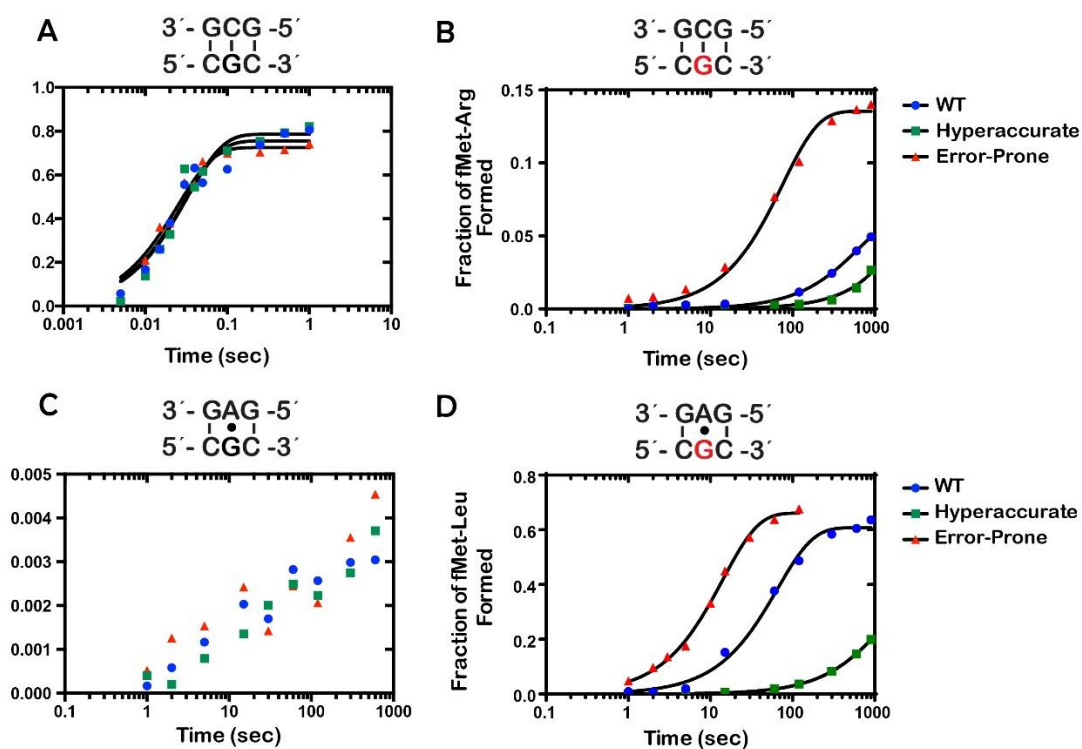 A
3´- GCG -5´
5´- CGC -3´
1.0
0.8
0.6
0.4
0.2
0.0
0.001 0.01 0.1 1 10
Time (sec)
B
3´- GCG -5´
5´- CGC -3´
Fraction of fMet-Arg
Formed
0.15
0.1
0.05
0.0
0.1 1 10 100 1000
Time (sec)
WT
Hyperaccurate
Error-Prone
C
3´- GAG -5´
5´- CGC -3´
0.005
0.004
0.003
0.002
0.001
0.000
0.1 1 10 100 1000
Time (sec)
D
3´- GAG -5´
5´- CGC -3´
Fraction of fMet-Leu
Formed
0.8
0.6
0.4
0.2
0.0
0.1 1 10 100 1000
Time (sec)
WT
Hyperaccurate
Error-Prone